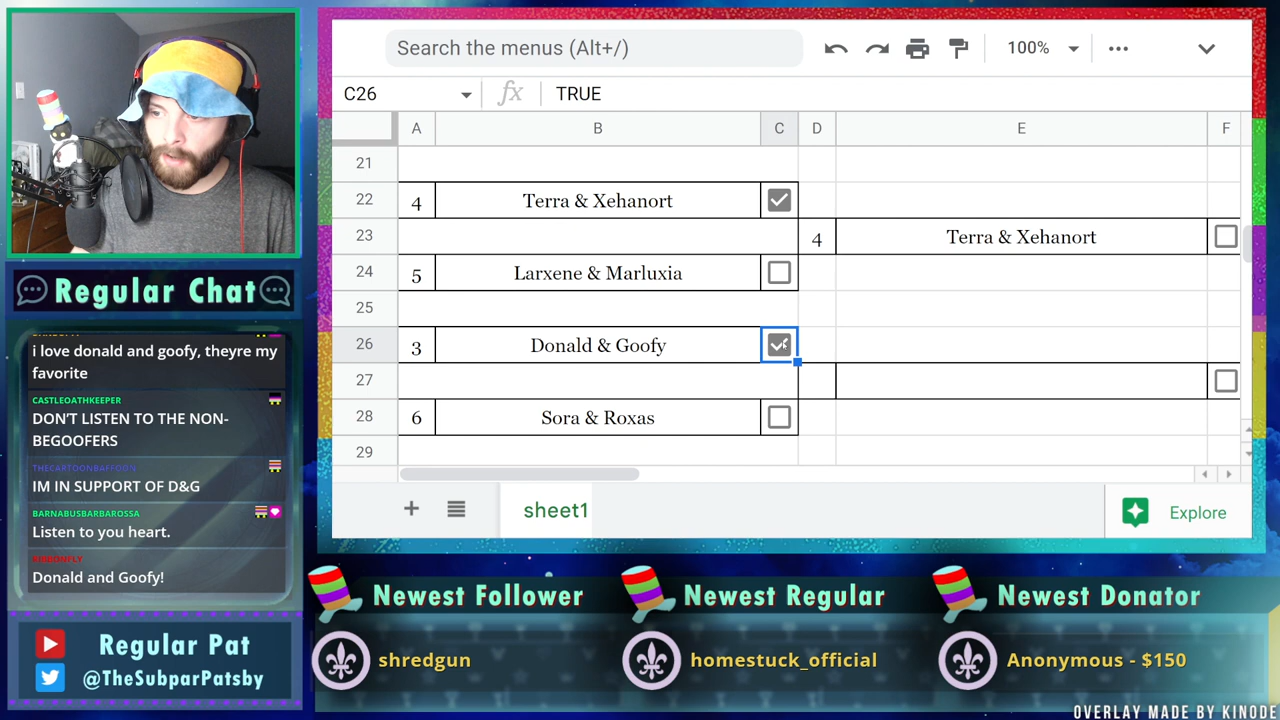 Search the menus (Alt+/)
100%
C26
fx
TRUE
A B C D E F
21
22 4 Terra & Xehanort
23 4 Terra & Xehanort
24 5 Larxene & Marluxia
25
26 3 Donald & Goofy
27
28 6 Sora & Roxas
29
sheet1
Explore
Regular Chat
i love donald and goofy, theyre my
favorite
CASTLEOATHKEEPER
DON'T LISTEN TO THE NON-
BEGOOFERS
THECARTOONBAFFOON
IM IN SUPPORT OF D&G
BARNABUSBARBAROSSA
Listen to you heart.
Donald and Goofy!
Regular Pat
@TheSubparPatsby
Newest Follower
shredgun
Newest Regular
homestuck_official
Newest Donator
Anonymous - $150
OVERLAY MADE BY KINODE